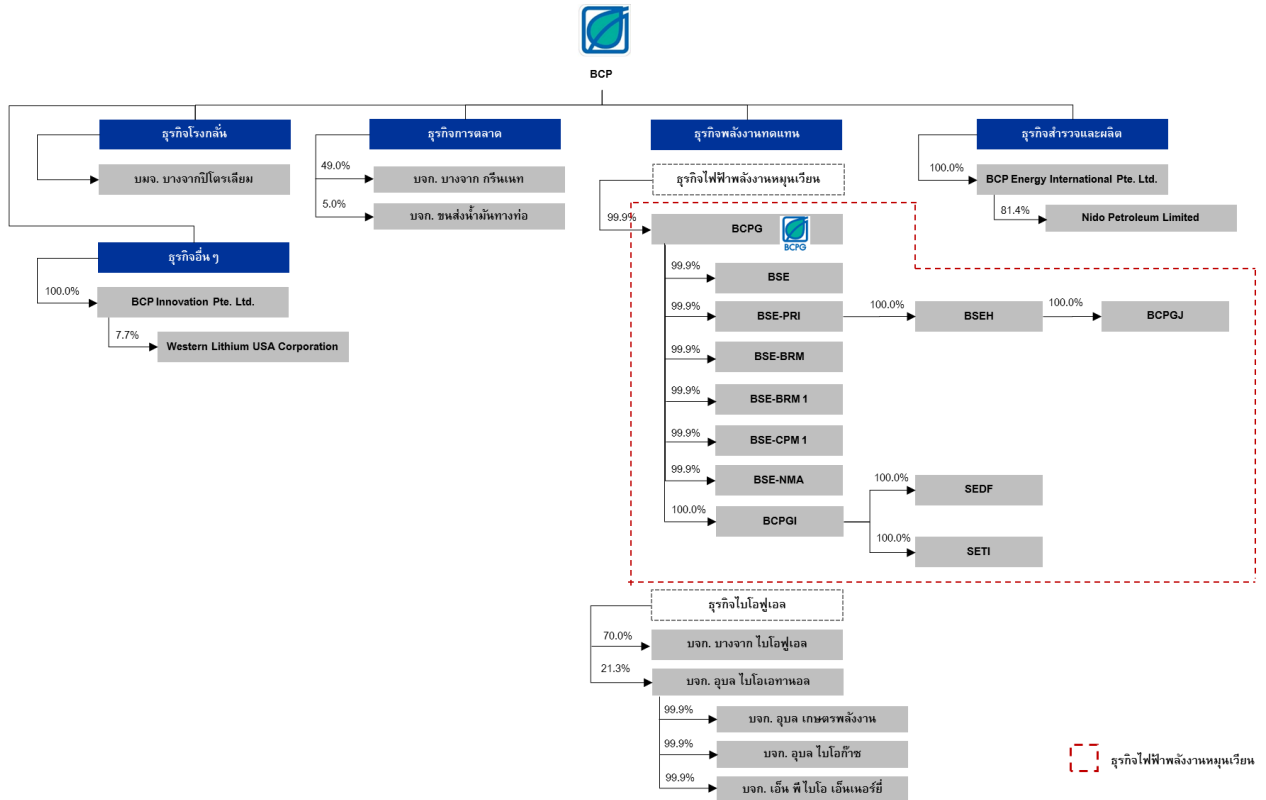 BCP
ธุรกิจโรงกลั่น
บมจ. บางจากปิโตรเลียม
ธุรกิจอื่น ๆ
100.0%
BCP Innovation Pte. Ltd.
7.7%
Western Lithium USA Corporation
ธุรกิจการตลาด
49.0%
บจก. บางจาก กรีนเนท
5.0%
บจก. ขนส่งน้ำมันทางท่อ
ธุรกิจพลังงานทดแทน
ธุรกิจไฟฟ้าพลังงานหมุนเวียน
99.9%
BCPG
BCPG
99.9%
BSE
99.9%
BSE-PRI
100.0%
BSEH
100.0%
BCPGJ
99.9%
BSE-BRM
99.9%
BSE-BRM 1
99.9%
BSE-CPM 1
99.9%
BSE-NMA
100.0%
BCPGI
100.0%
SEDF
100.0%
SETI
ธุรกิจไบโอฟูเอล
70.0%
บจก. บางจาก ไบโอฟูเอล
21.3%
บจก. อุบล ไบโอเอทานอล
99.9%
บจก. อุบล เกษตรพลังงาน
99.9%
บจก. อุบล ไบโอก๊าซ
99.9%
บจก. เอ็น พี ไบโอ เอ็นเนอร์ยี่
ธุรกิจสำรวจและผลิต
100.0%
BCP Energy International Pte. Ltd.
81.4%
Nido Petroleum Limited
ธุรกิจไฟฟ้าพลังงานหมุนเวียน